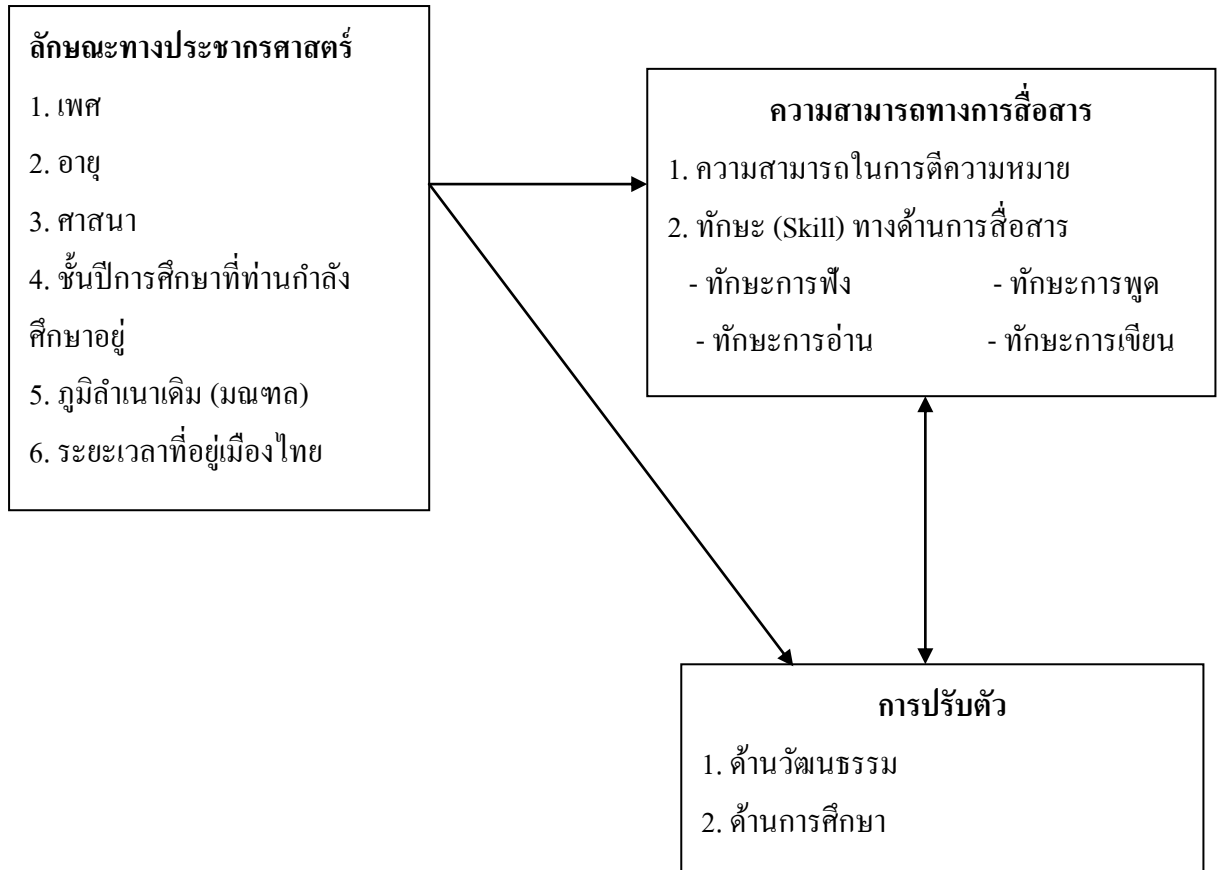 ลักษณะทางประชากรศาสตร์
1. เพศ
2. อายุ
3. ศาสนา
4. ชั้นปีการศึกษาที่ท่านกำลัง
ศึกษาอยู่
5. ภูมิลำเนาเดิม (มณฑล)
6. ระยะเวลาที่อยู่เมืองไทย
ความสามารถทางการสื่อสาร
1. ความสามารถในการตีความหมาย
2. ทักษะ (Skill) ทางด้านการสื่อสาร
- ทักษะการฟัง - ทักษะการพูด
- ทักษะการอ่าน - ทักษะการเขียน
การปรับตัว
1. ด้านวัฒนธรรม
2. ด้านการศึกษา